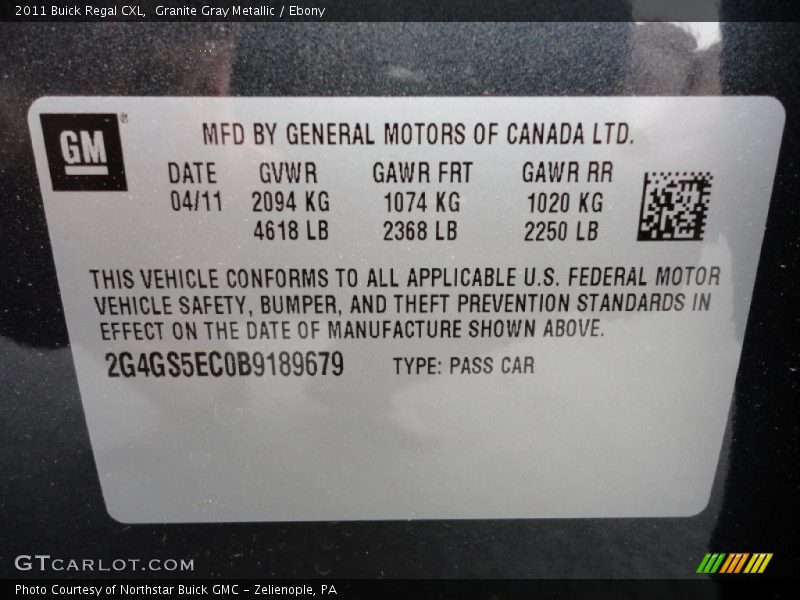 2011 Buick Regal CXL,  Granite Gray Metallic / Ebony
GM®
MFD BY GENERAL MOTORS OF CANADA LTD.
DATE GVWR GAWR FRT GAWR RR
04/11 2094 KG 1074 KG 1020 KG
4618 LB 2368 LB 2250 LB
THIS VEHICLE CONFORMS TO ALL APPLICABLE U.S. FEDERAL MOTOR
VEHICLE SAFETY, BUMPER, AND THEFT PREVENTION STANDARDS IN
EFFECT ON THE DATE OF MANUFACTURE SHOWN ABOVE.
2G4GS5EC0B9189679 TYPE: PASS CAR
GTCARLOT.COM
Photo Courtesy of Northstar Buick GMC - Zelienople, PA